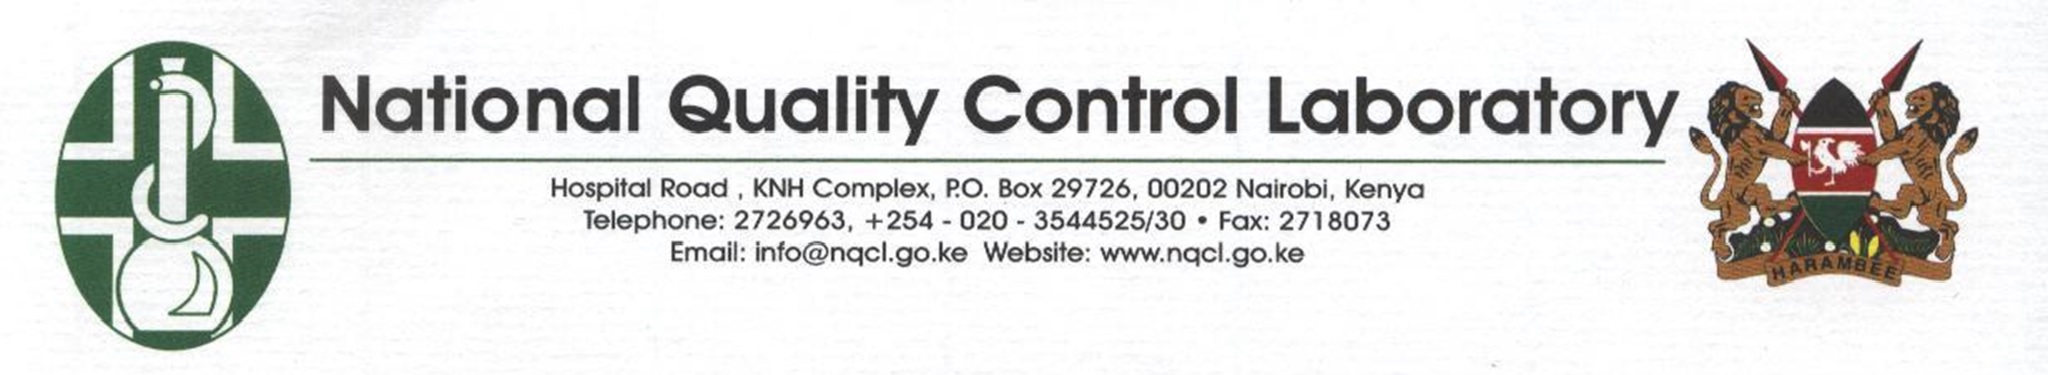 National Quality Control Laboratory
Hospital Road , KNH Complex, P.O. Box 29726, 00202 Nairobi, Kenya
Telephone: 2726963, +254 - 020 - 3544525/30 • Fax: 2718073
Email: info@nqcl.go.ke Website: www.nqcl.go.ke
HARAMBEE